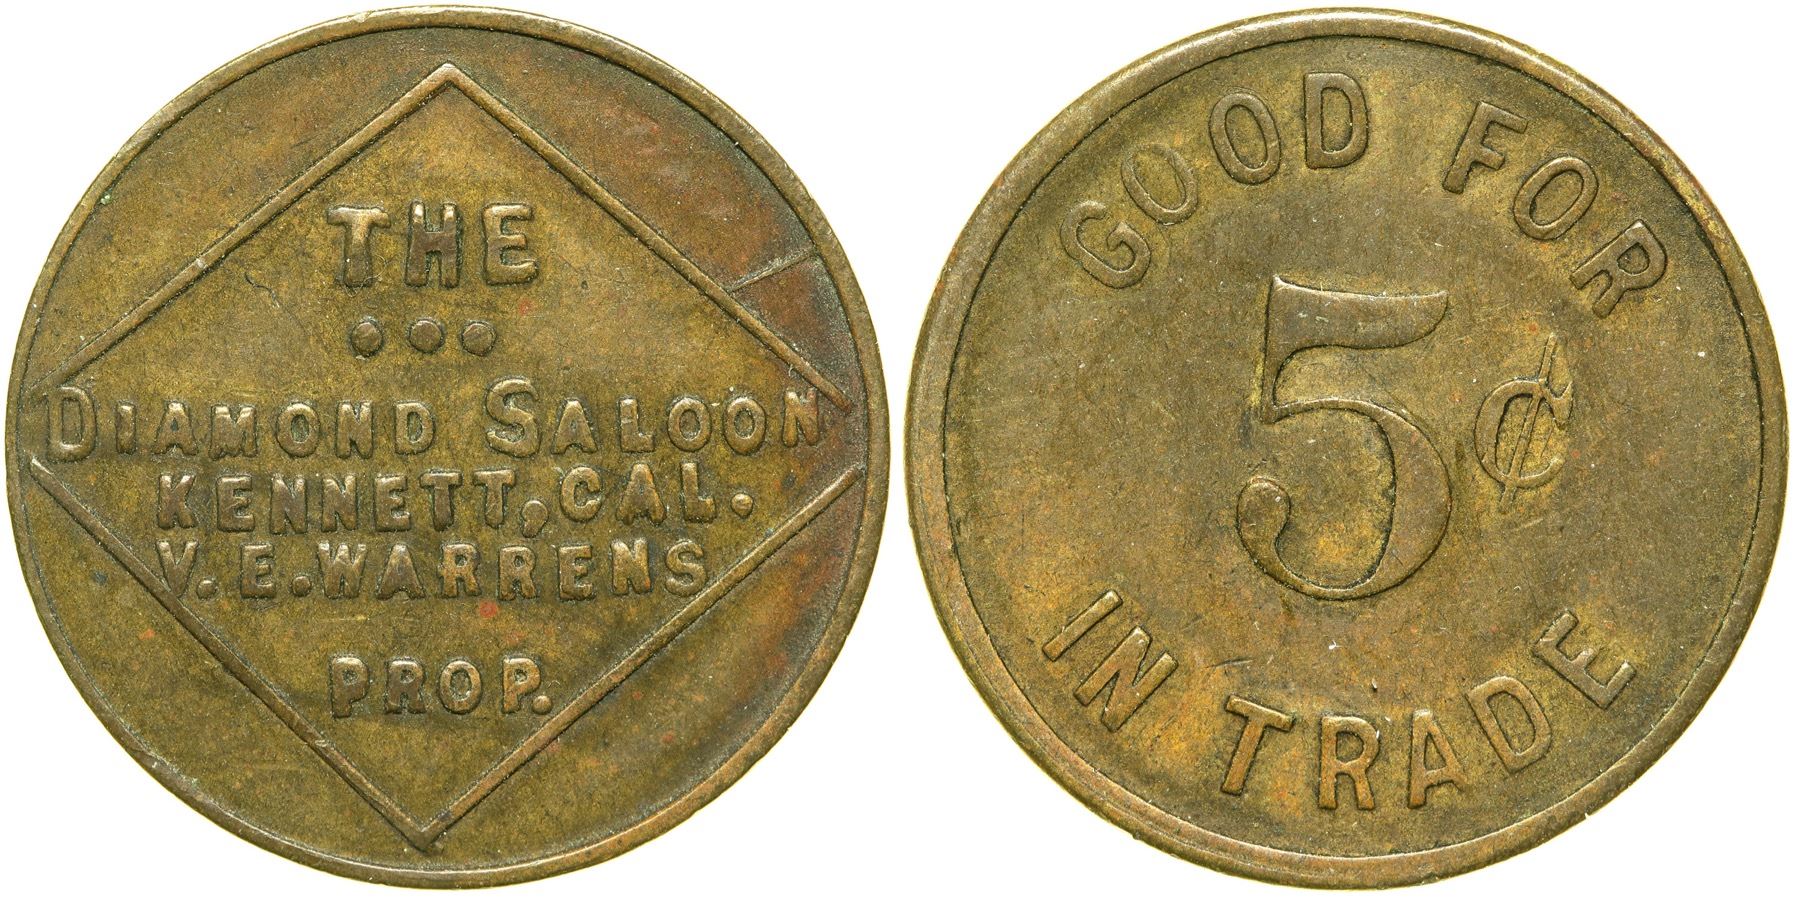 THE
DIAMOND SALOON
KENNETT, CAL.
V. E. WARRENS
PROP.
GOOD FOR
5¢
IN TRADE